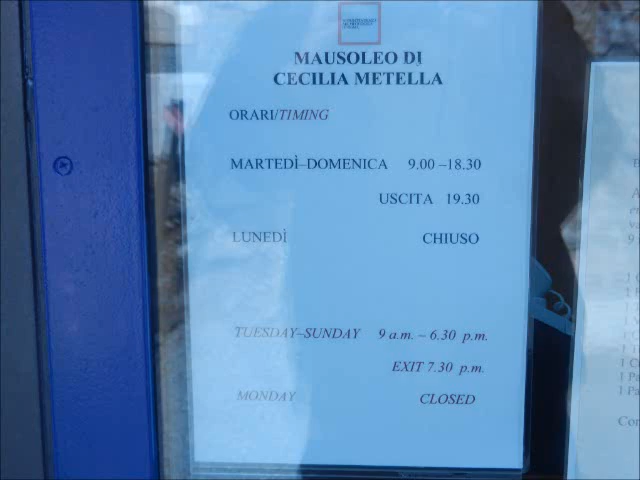 MAUSOLEO DI
CECILIA METELLA
ORARI/TIMING
MARTEDÌ–DOMENICA 9.00 –18.30
USCITA 19.30
LUNEDÌ CHIUSO
TUESDAY–SUNDAY 9 a.m. – 6.30 p.m.
EXIT 7.30 p.m.
MONDAY CLOSED